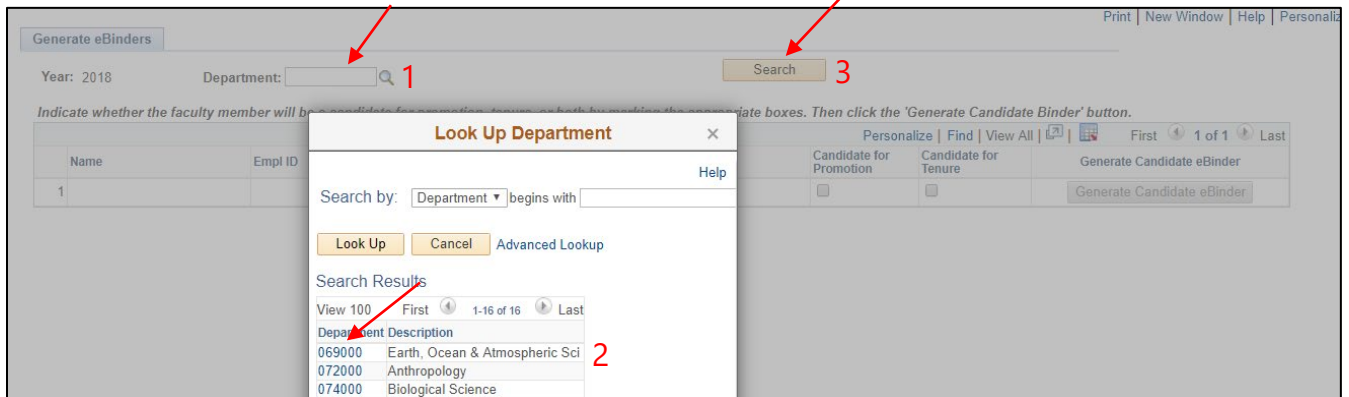 Print | New Window | Help | Personaliz
Generate eBinders
Year: 2018 Department: 1 Search 3
Indicate whether the faculty member will be a candidate for promotion, tenure, or both by marking the appropriate boxes. Then click the 'Generate Candidate Binder' button.
Personalize | Find | View All | First 1 of 1 Last
Name Empl ID Candidate for Promotion Candidate for Tenure Generate Candidate eBinder
1 Generate Candidate eBinder
Look Up Department ×
Help
Search by: Department begins with
Look Up Cancel Advanced Lookup
Search Results
View 100 First 1-16 of 16 Last
Department Description
069000 Earth, Ocean & Atmospheric Sci 2
072000 Anthropology
074000 Biological Science